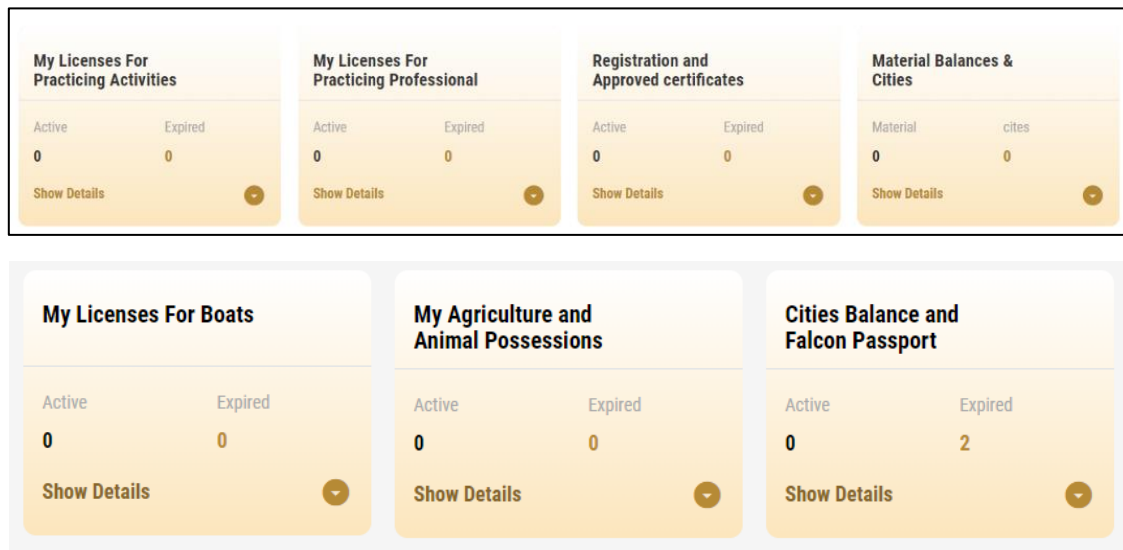 My Licenses For
Practicing Activities
Active Expired
0 0
Show Details
My Licenses For
Practicing Professional
Active Expired
0 0
Show Details
Registration and
Approved certificates
Active Expired
0 0
Show Details
Material Balances &
Cities
Material cites
0 0
Show Details
My Licenses For Boats
Active Expired
0 0
Show Details
My Agriculture and
Animal Possessions
Active Expired
0 0
Show Details
Cities Balance and
Falcon Passport
Active Expired
0 2
Show Details